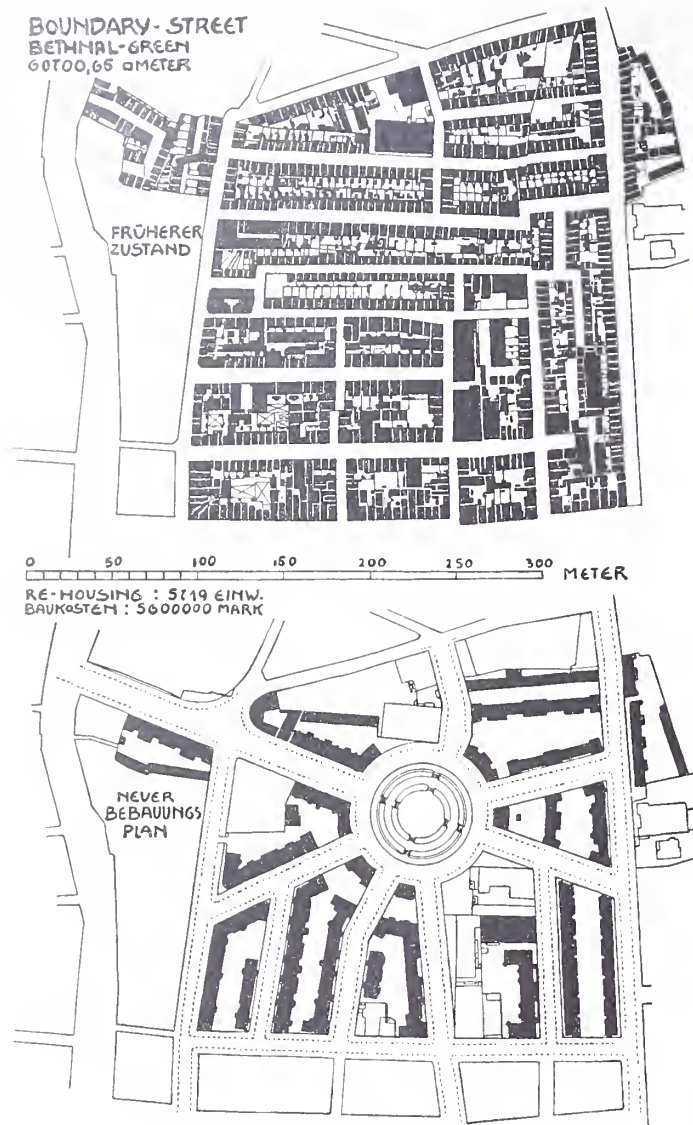 BOUNDARY-STREET
BETHNAL-GREEN
60700,65 □METER
FRÜHERER
ZUSTAND
0 50 100 150 200 250 300 METER
RE-HOUSING : 5719 EINW.
BAUKOSTEN : 5600000 MARK
NEUER
BEBAUUNGS
PLAN